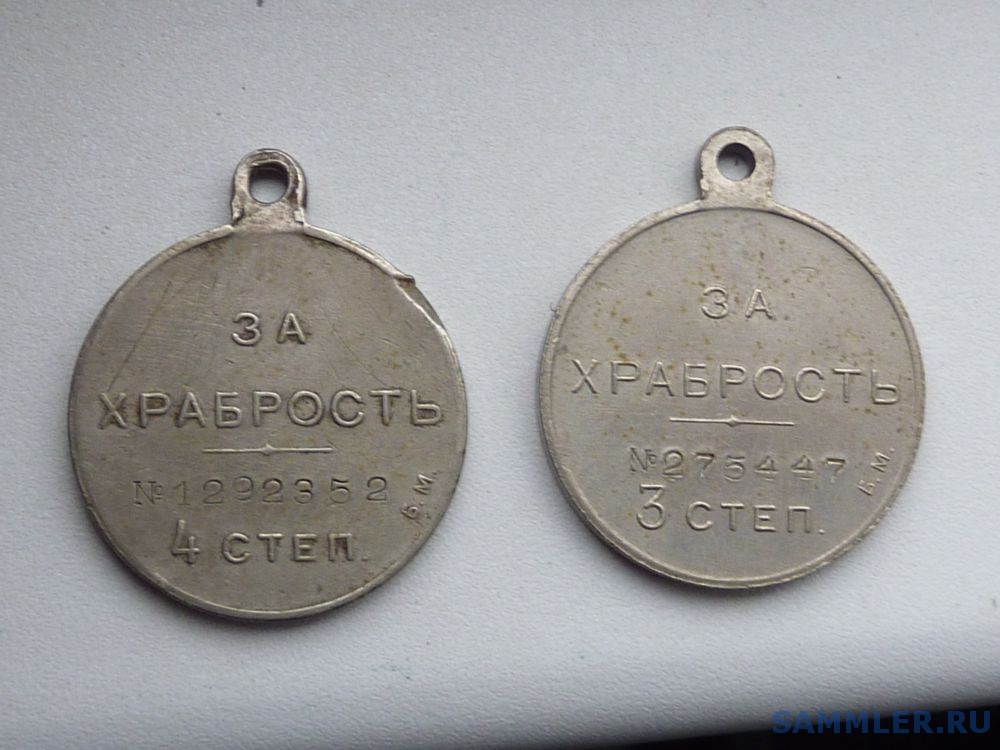 ЗА
ХРАБРОСТЬ
№1292352
Б.М.
4 СТЕП.
ЗА
ХРАБРОСТЬ
№275447
Б.М.
3 СТЕП.
SAMMLER.RU